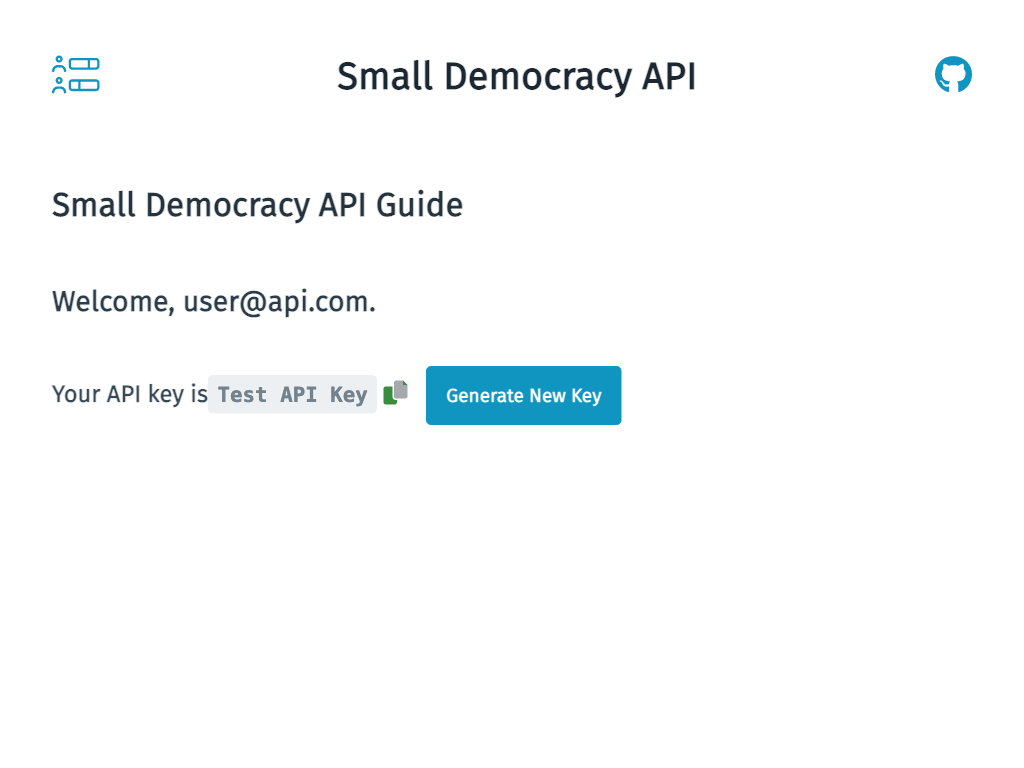 Small Democracy API
Small Democracy API Guide
Welcome, user@api.com.
Your API key is Test API Key Generate New Key